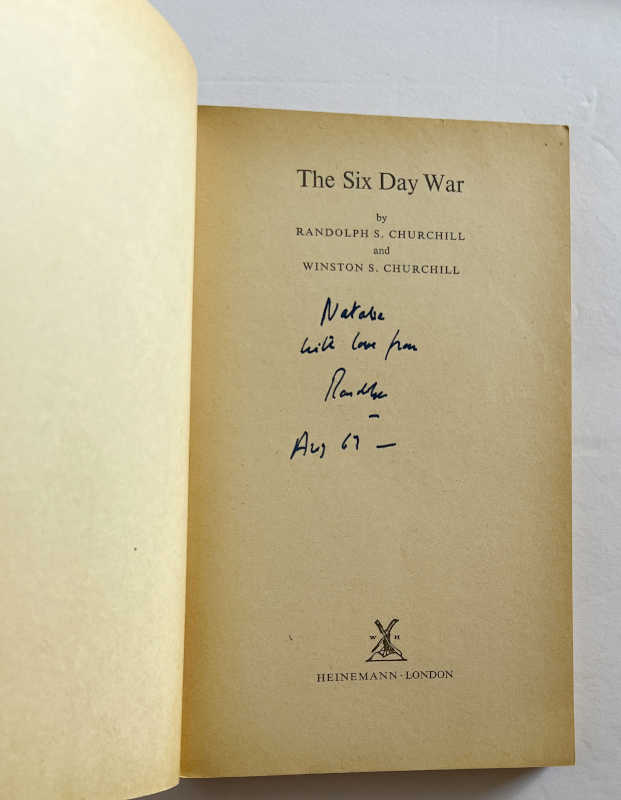 The Six Day War
by
RANDOLPH S. CHURCHILL
and
WINSTON S. CHURCHILL
Natalie
with love from
Randolph
Aug 67 —
W H
HEINEMANN · LONDON